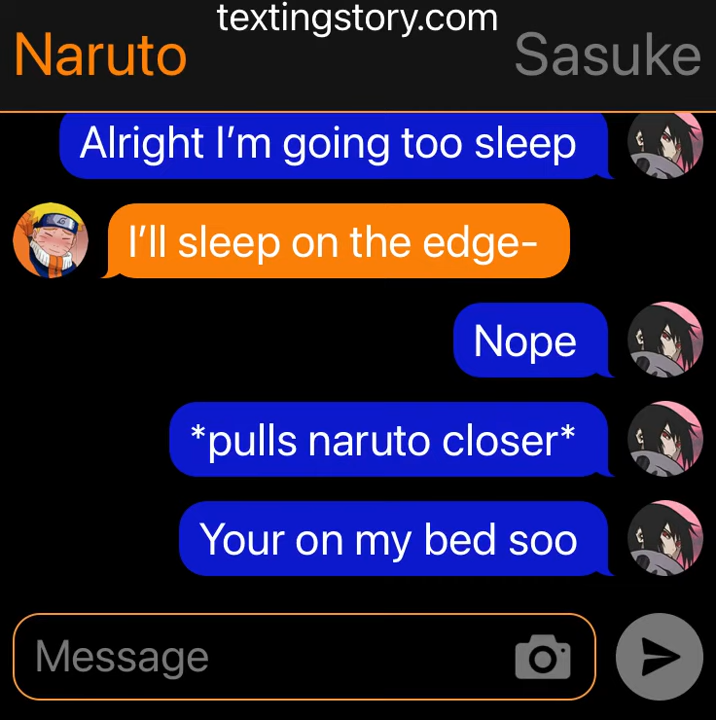 textingstory.com
Naruto
Sasuke
Alright I’m going too sleep
I’ll sleep on the edge-
Nope
*pulls naruto closer*
Your on my bed soo
Message